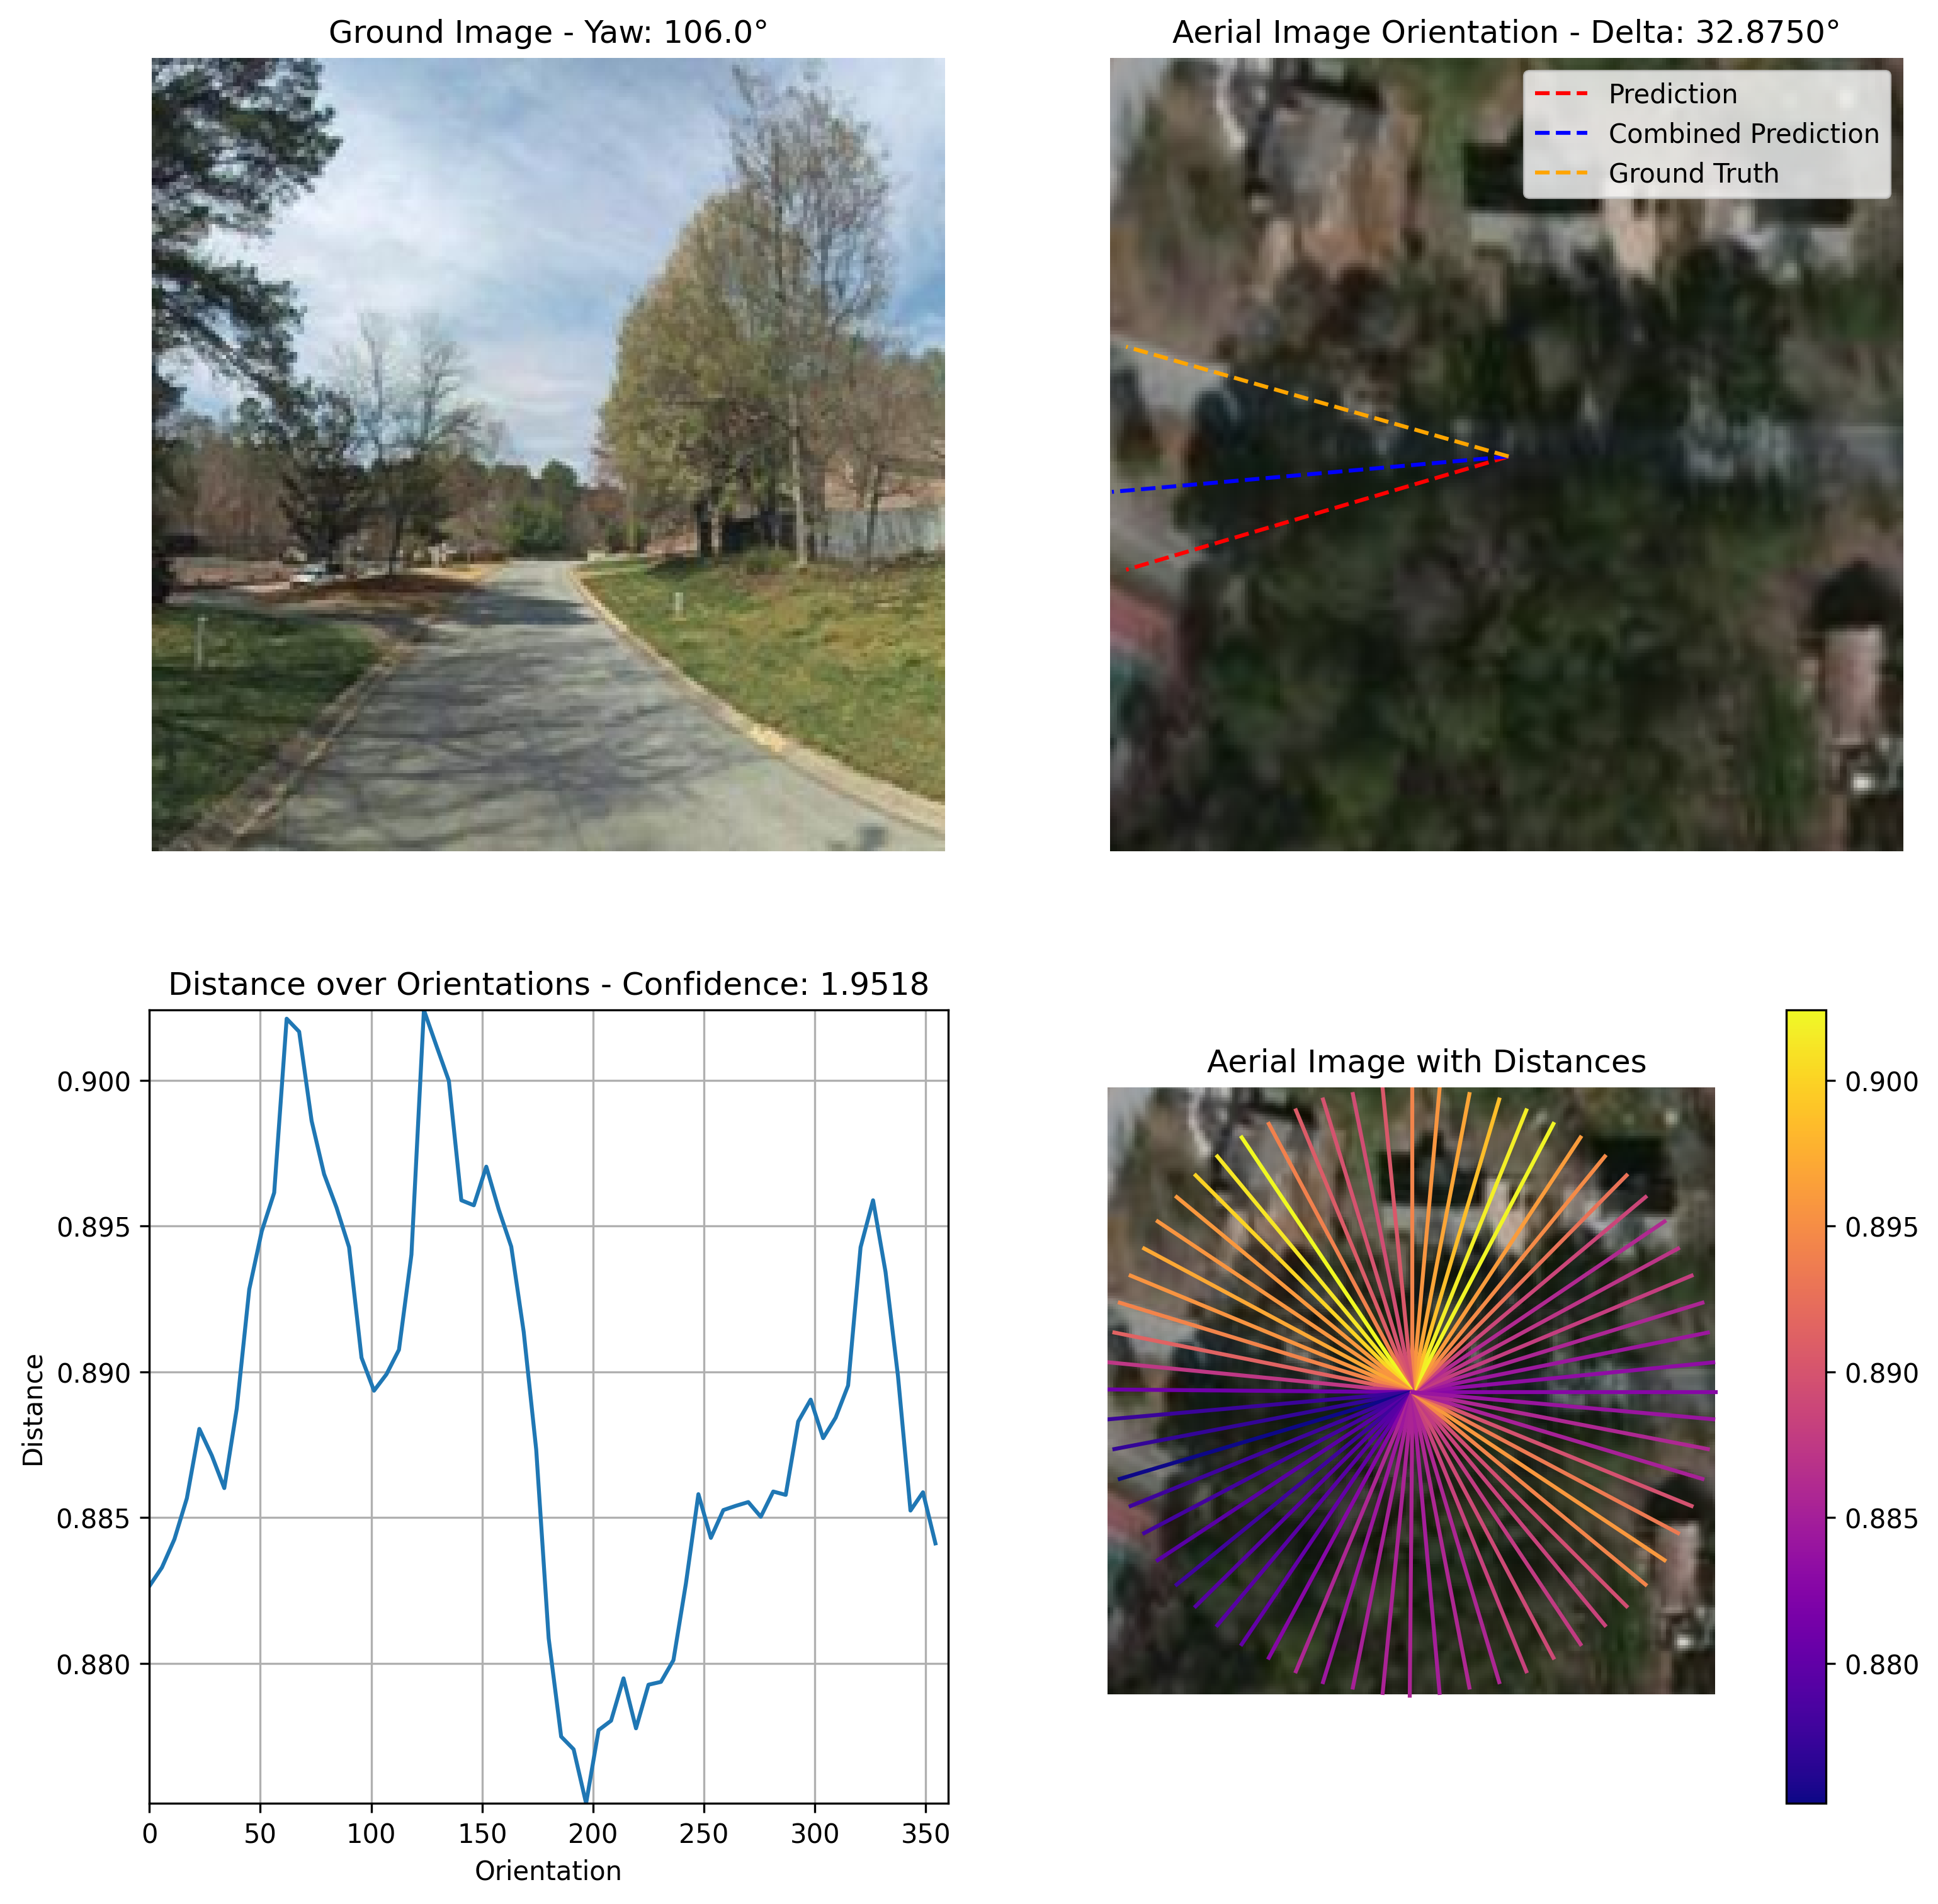 Ground Image - Yaw: 106.0°
Aerial Image Orientation - Delta: 32.8750°
Prediction
Combined Prediction
Ground Truth
Distance over Orientations - Confidence: 1.9518
0.900
0.895
0.890
0.885
0.880
Distance
0
50
100
150
200
250
300
350
Orientation
Aerial Image with Distances
0.900
0.895
0.890
0.885
0.880